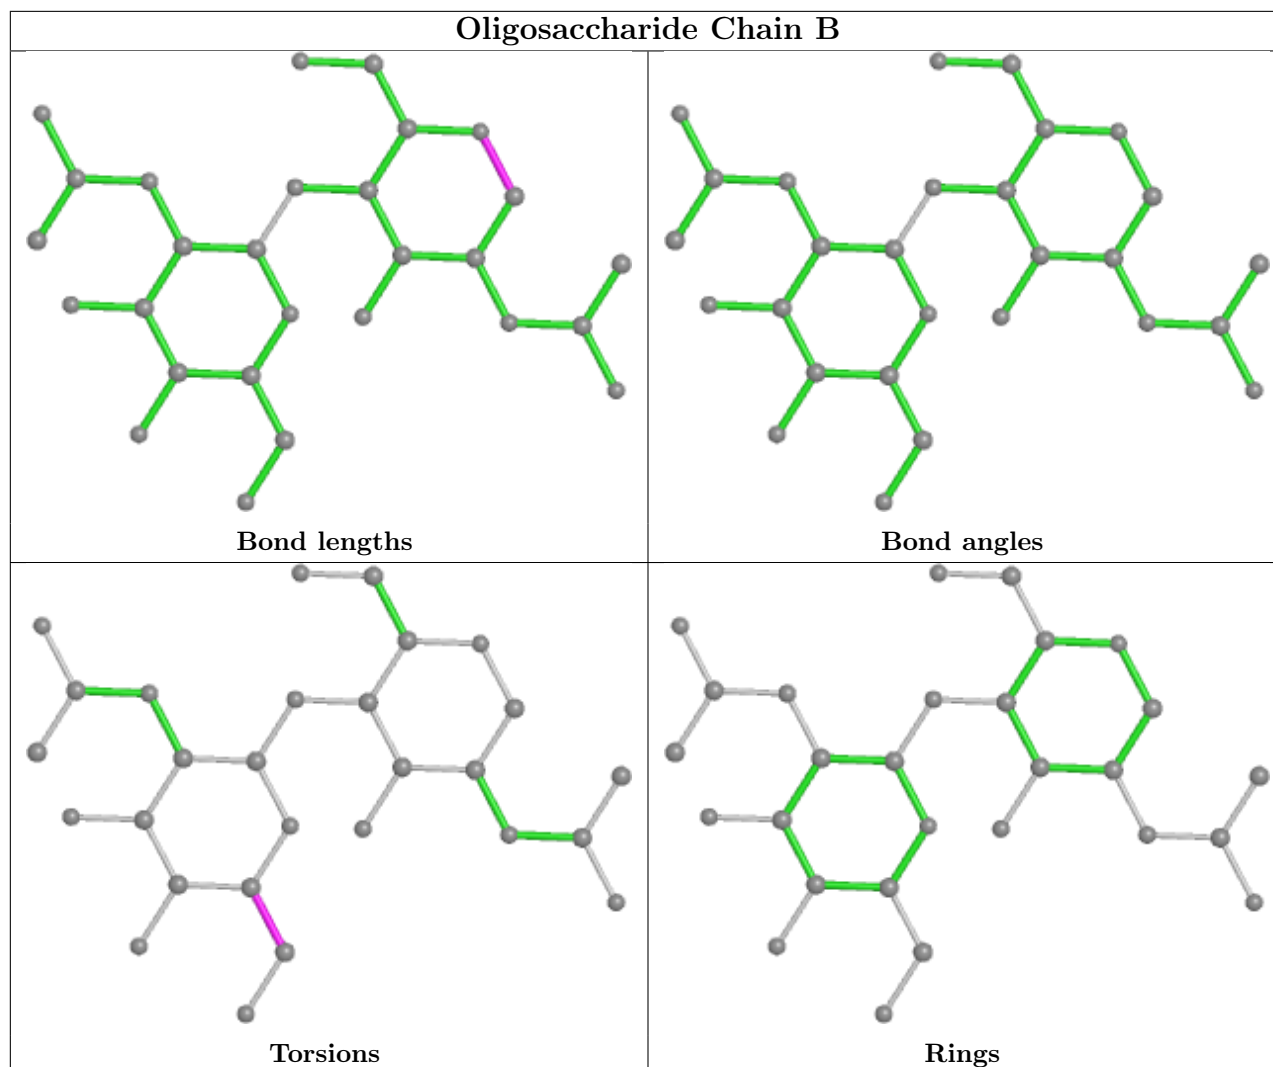 Oligosaccharide Chain B
Bond lengths
Bond angles
Torsions
Rings